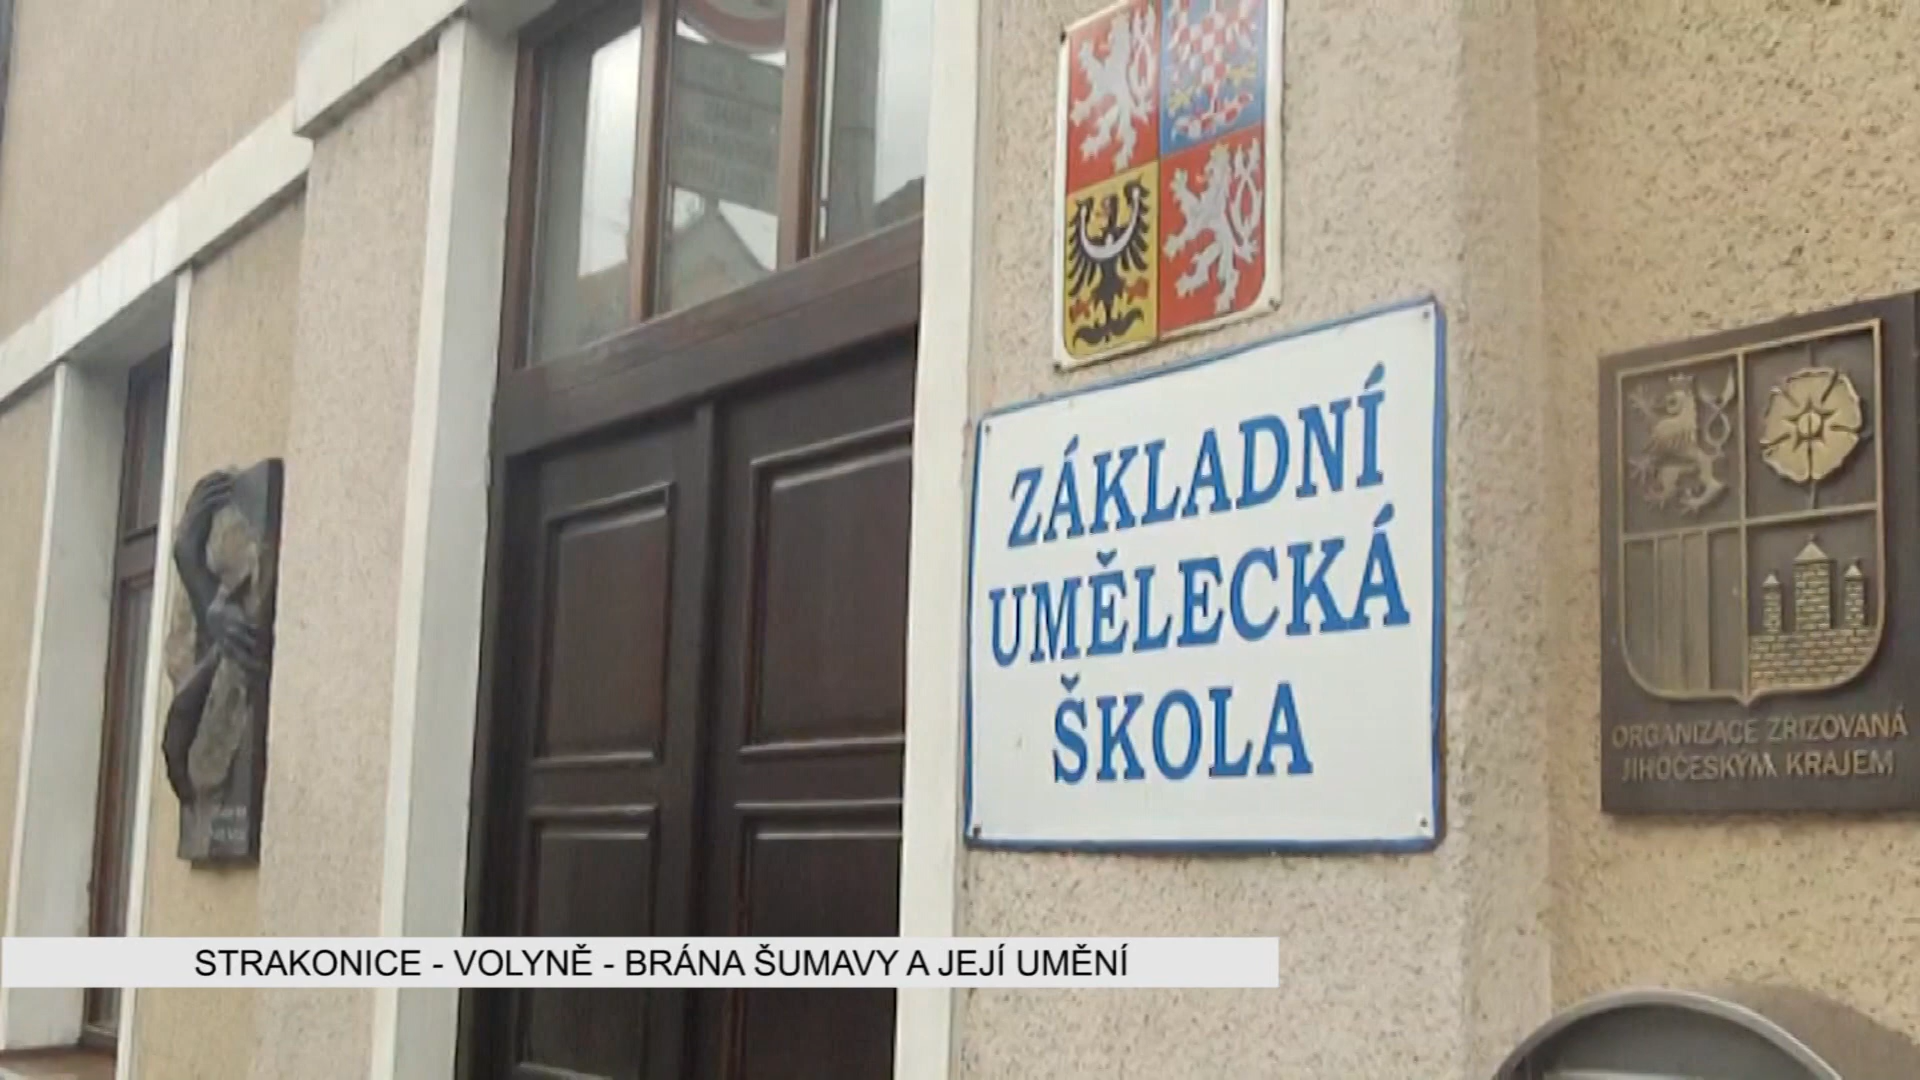 ZÁKLADNÍ
UMĚLECKÁ
ŠKOLA
ORGANIZACE ZŘIZOVANÁ
JIHOČESKÝM KRAJEM
STRAKONICE - VOLYNĚ - BRÁNA ŠUMAVY A JEJÍ UMĚNÍ